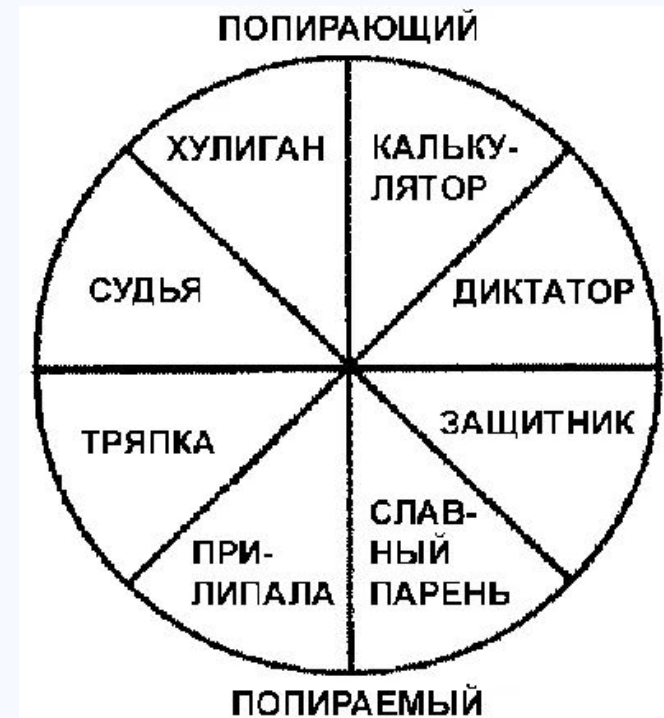 ПОПИРАЮЩИЙ
ХУЛИГАН
КАЛЬКУ-
ЛЯТОР
СУДЬЯ
ДИКТАТОР
ТРЯПКА
ЗАЩИТНИК
ПРИ-
ЛИПАЛА
СЛАВ-
НЫЙ
ПАРЕНЬ
ПОПИРАЕМЫЙ